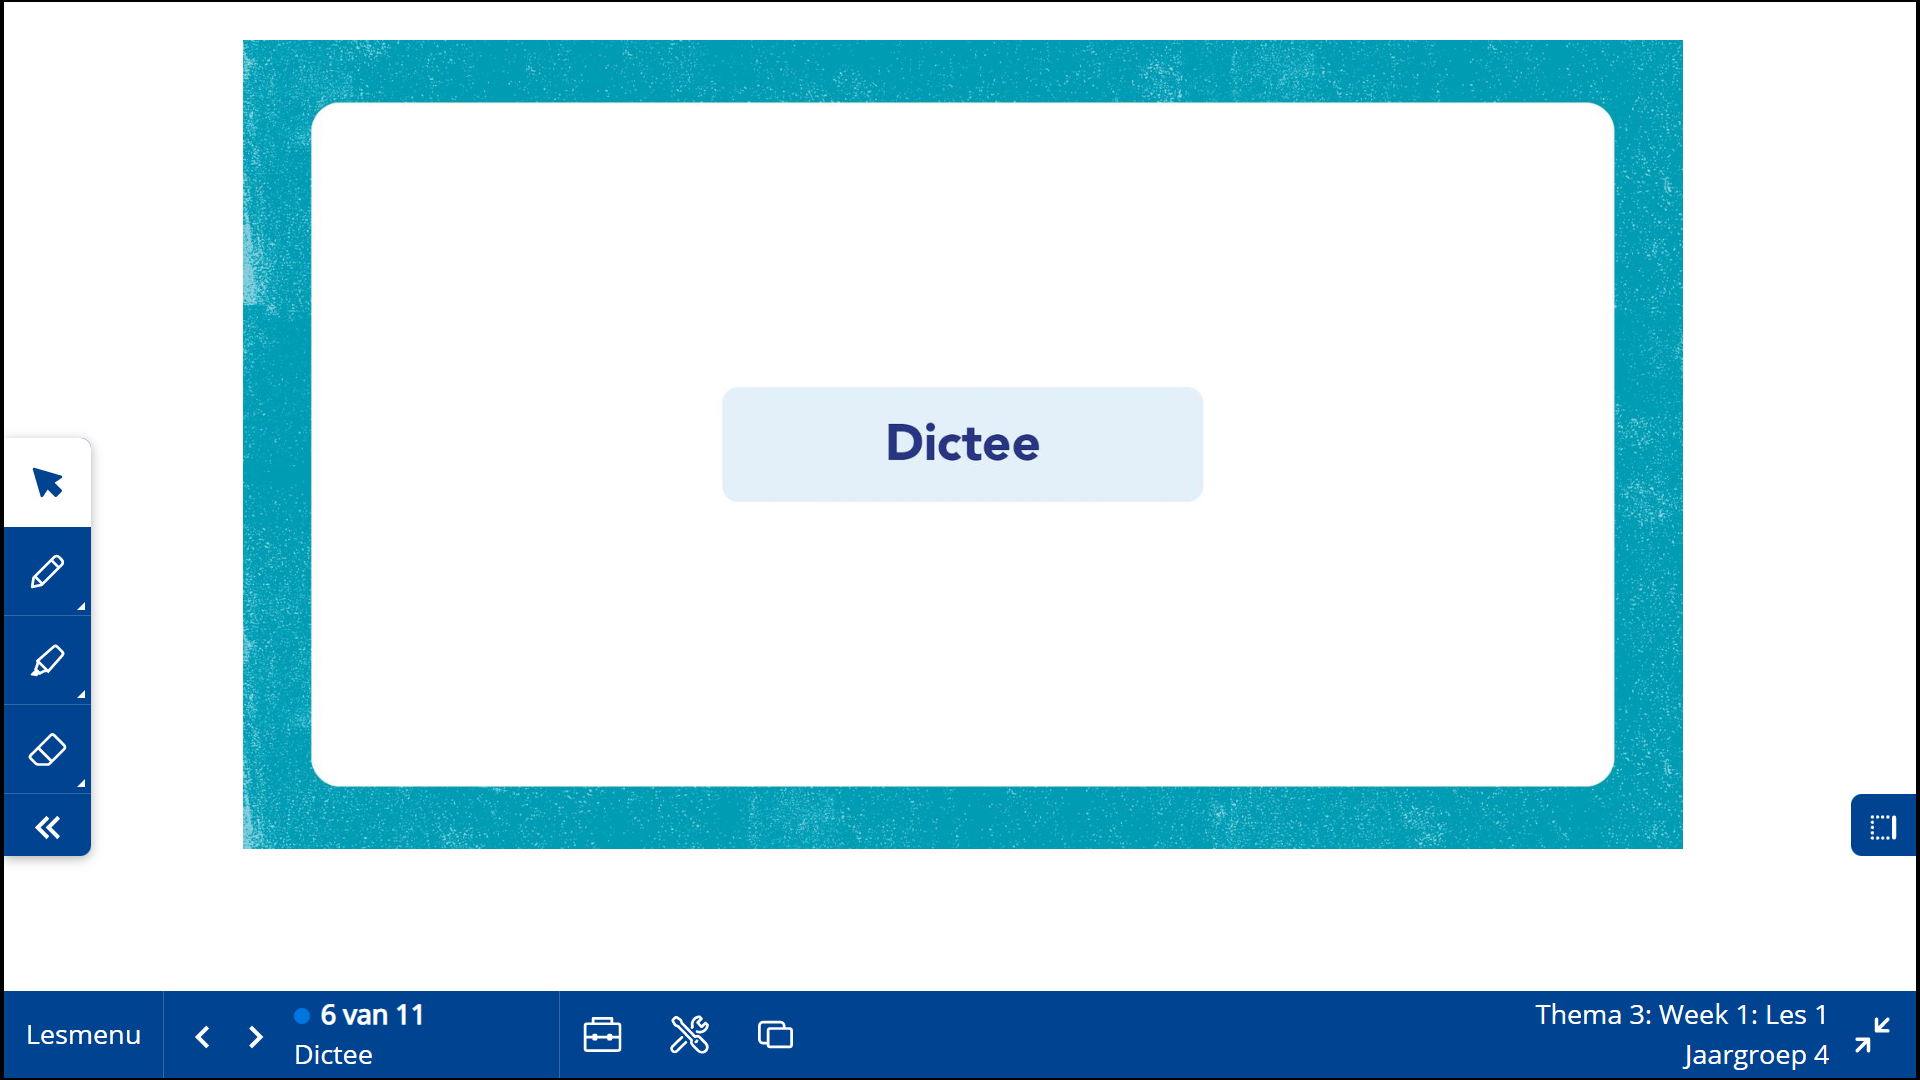 Dictee
Lesmenu
6 van 11
Dictee
Thema 3: Week 1: Les 1
Jaargroep 4